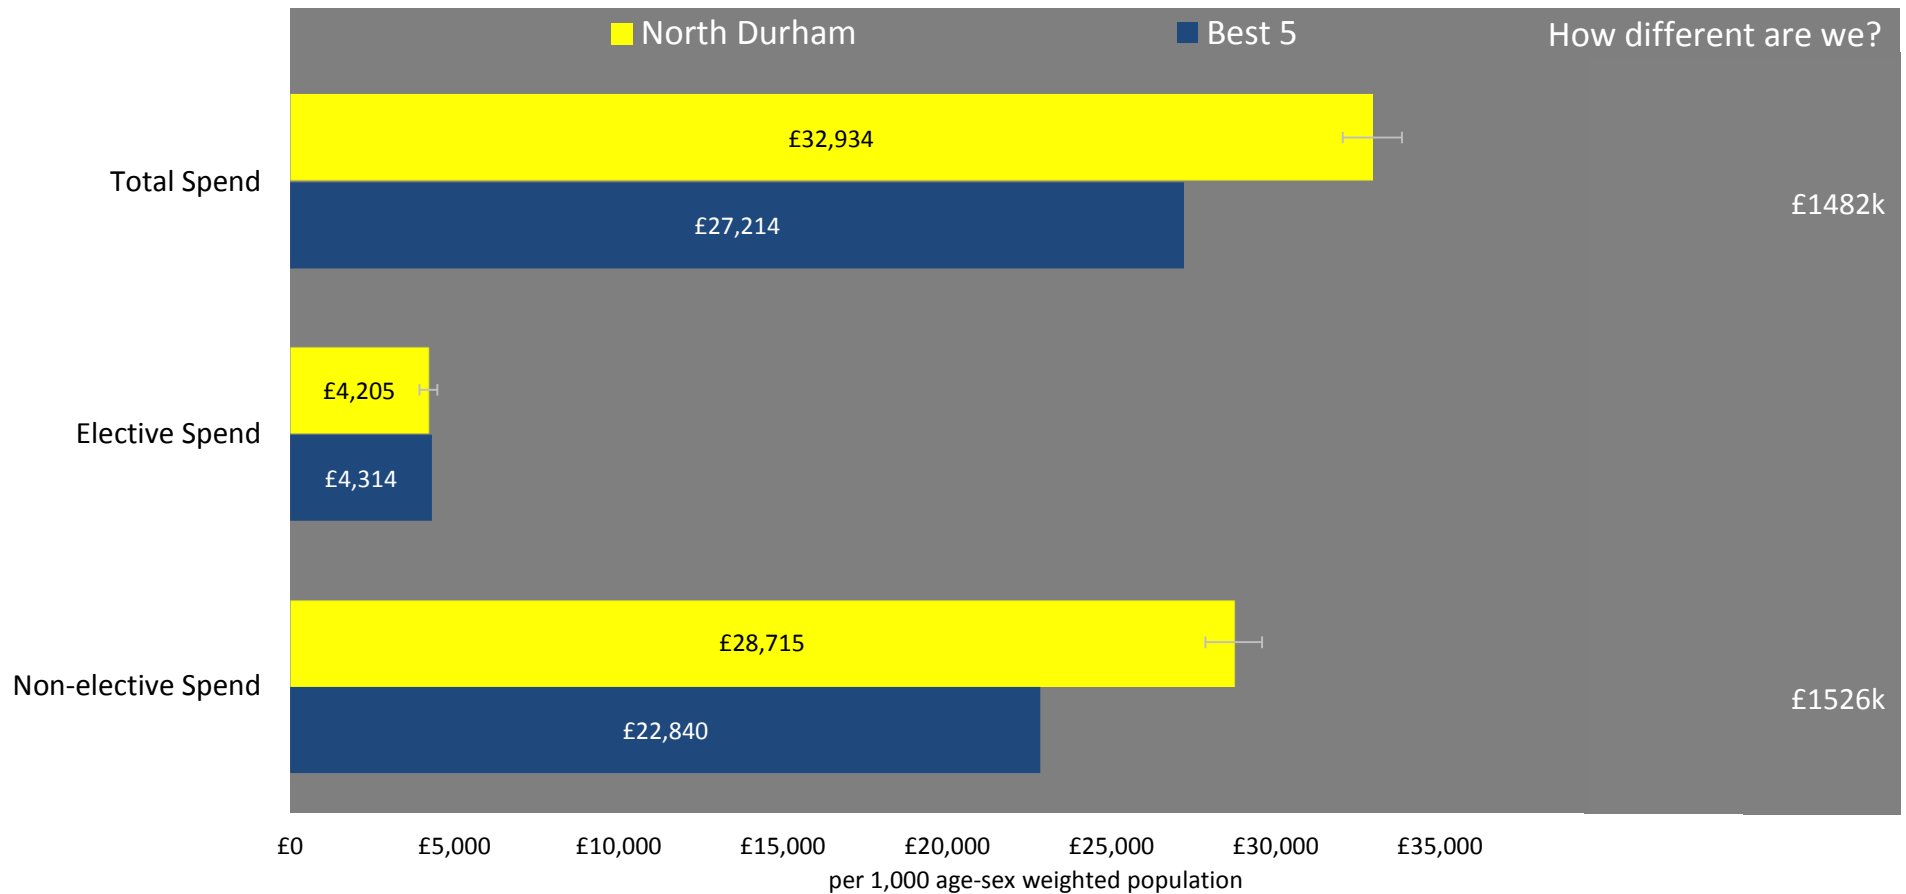 North Durham
Best 5
How different are we?
Total Spend
£32,934
£27,214
£1482k
Elective Spend
£4,205
£4,314
Non-elective Spend
£28,715
£22,840
£1526k
£0 £5,000 £10,000 £15,000 £20,000 £25,000 £30,000 £35,000
per 1,000 age-sex weighted population